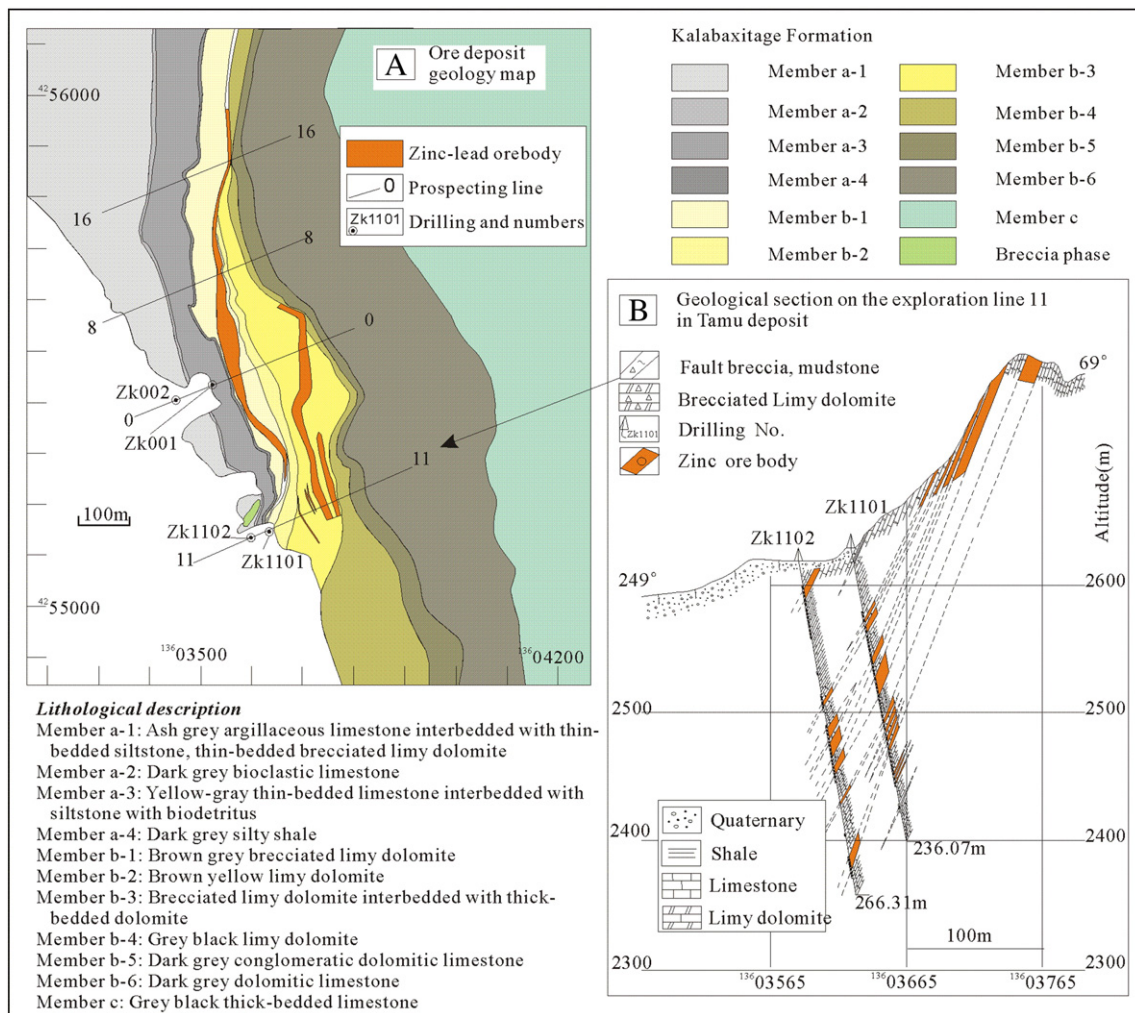 A
Ore deposit
geology map
42 56000
16
Zinc-lead orebody
0 Prospecting line
Zk1101 Drilling and numbers
16
8
8
0
Zk002
0
Zk001
11
100m
Zk1102
11
Zk1101
42 55000
136 03500
136 04200
Kalabaxitage Formation
Member a-1
Member a-2
Member a-3
Member a-4
Member b-1
Member b-2
Member b-3
Member b-4
Member b-5
Member b-6
Member c
Breccia phase
B
Geological section on the exploration line 11
in Tamu deposit
Fault breccia, mudstone
Brecciated Limy dolomite
Zk1101 Drilling No.
Zinc ore body
69°
Zk1101
Zk1102
249°
Altitude(m)
2600
2500
2500
2400
2400
2300
2300
236.07m
266.31m
100m
Quaternary
Shale
Limestone
Limy dolomite
136 03565
136 03665
136 03765
Lithological description
Member a-1: Ash grey argillaceous limestone interbedded with thin-
bedded siltstone, thin-bedded brecciated limy dolomite
Member a-2: Dark grey bioclastic limestone
Member a-3: Yellow-gray thin-bedded limestone interbedded with
siltstone with biodetritus
Member a-4: Dark grey silty shale
Member b-1: Brown grey brecciated limy dolomite
Member b-2: Brown yellow limy dolomite
Member b-3: Brecciated limy dolomite interbedded with thick-
bedded dolomite
Member b-4: Grey black limy dolomite
Member b-5: Dark grey conglomeratic dolomitic limestone
Member b-6: Dark grey dolomitic limestone
Member c: Grey black thick-bedded limestone